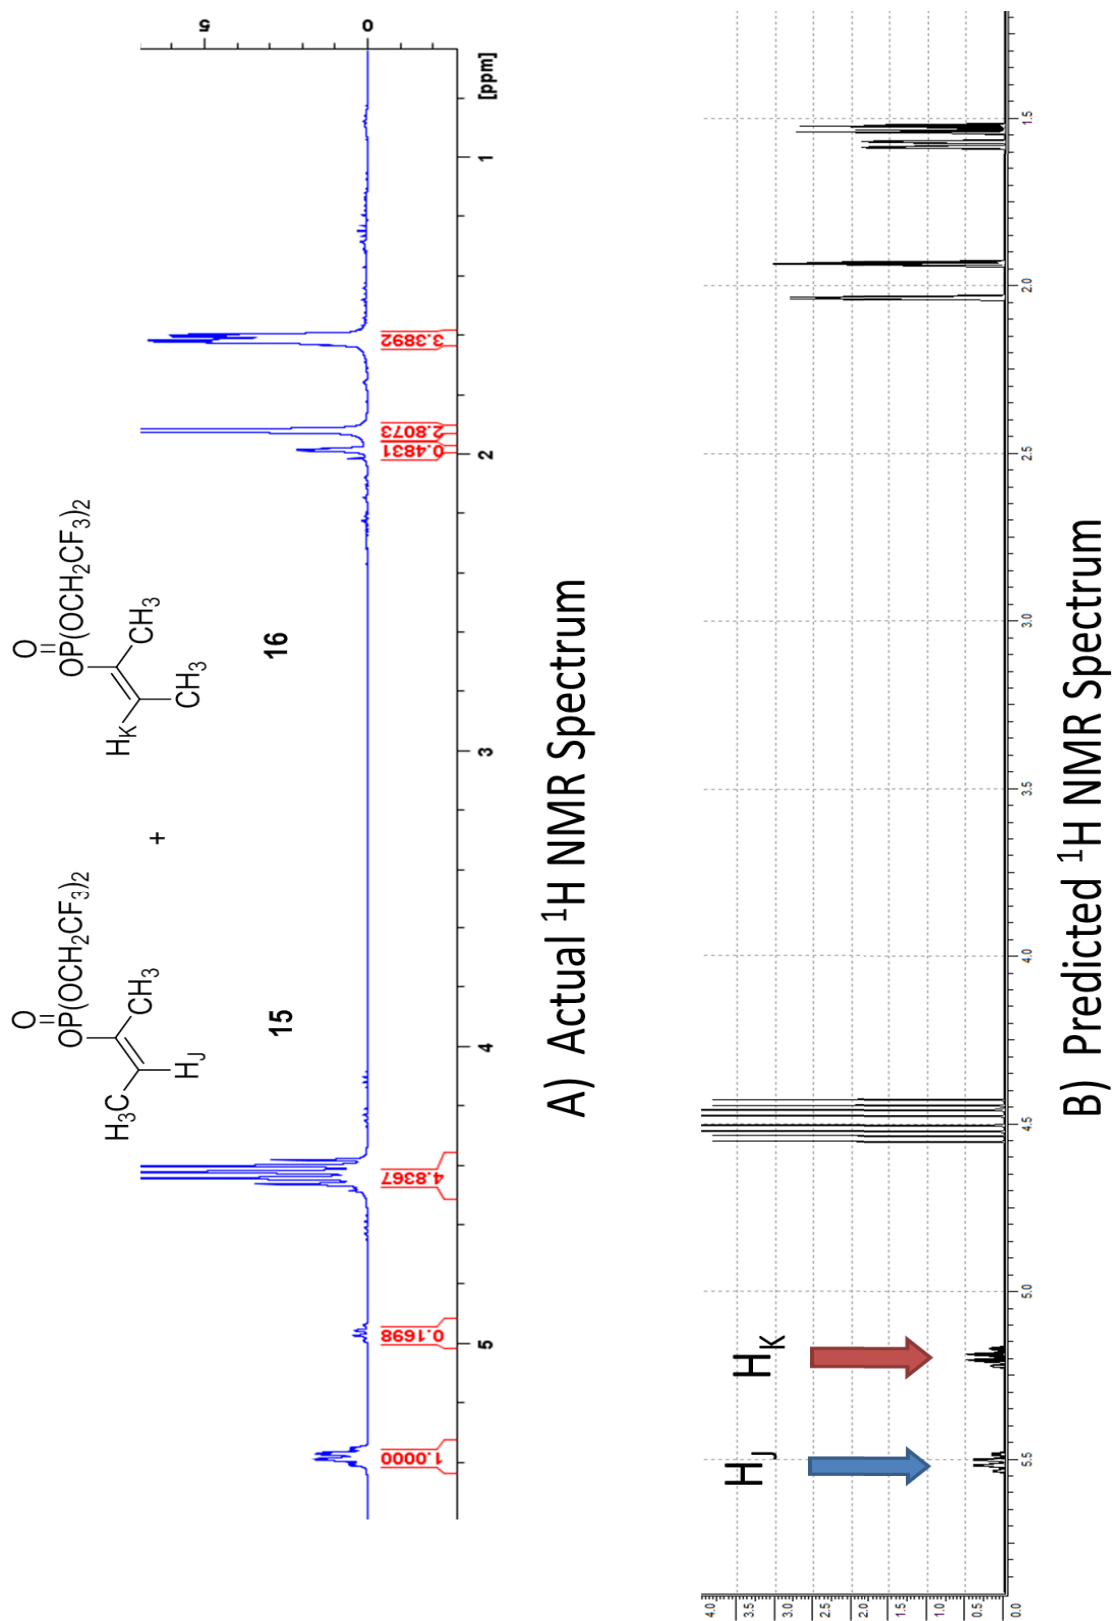 O
OP(OCH2CF3)2
H3C
CH3
HJ
15
+
O
OP(OCH2CF3)2
HK
CH3
CH3
16
5
0
1.0000
0.1698
4.8367
0.4831
2.8073
3.3892
5
4
3
2
1
[ppm]
A) Actual 1H NMR Spectrum
HJ
HK
4.0
3.5
3.0
2.5
2.0
1.5
1.0
0.5
0.0
5.5
5.0
4.5
4.0
3.5
3.0
2.5
2.0
1.5
B) Predicted 1H NMR Spectrum